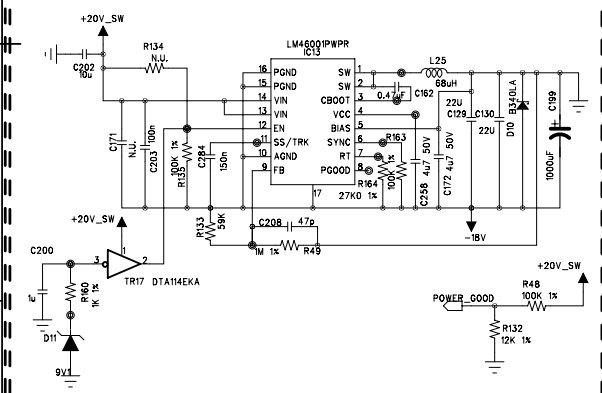 +20V_SW
R134
N.U.
C202
10u
LM46001PWPR
IC13
16 PGND
15 PGND
14 VIN
13 VIN
12 EN
11 SS/TRK
10 AGND
9 FB
SW 1
SW 2
CBOOT 3
VCC 4
BIAS 5
SYNC 6
RT 7
PGOOD 8
17
L25
68uH
0.47uF C162
22U
C129
C130
22U
D10 B340LA
C199
1000uF
C171
N.U.
C203
100n
100K 1%
R135
C284
150n
R163
100K 1%
R164
27K0 1%
C258 4u7 50V
C172 4u7 50V
-18V
R133
59K
C208 47p
1M 1% R49
+20V_SW
C200
1u
3
1
2
TR17 DTA114EKA
R160
1K 1%
D11
9V1
POWER_GOOD
R48
100K 1%
+20V_SW
R132
12K 1%